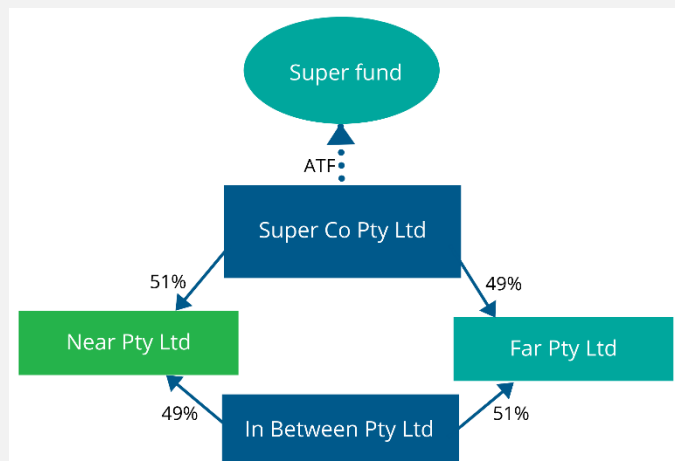 Super fund
ATF
Super Co Pty Ltd
51%
49%
Near Pty Ltd
Far Pty Ltd
49%
51%
In Between Pty Ltd